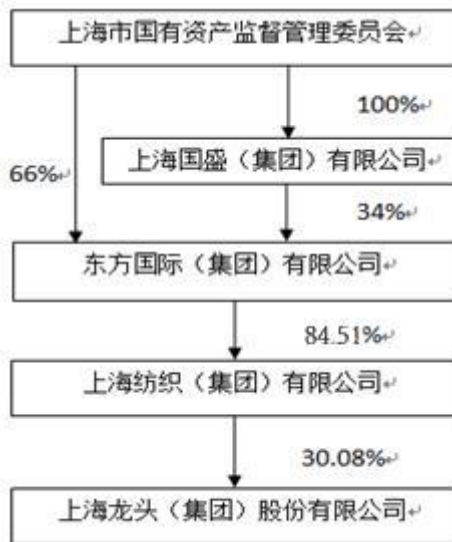 上海市国有资产监督管理委员会
100%
66%
上海国盛（集团）有限公司
34%
东方国际（集团）有限公司
84.51%
上海纺织（集团）有限公司
30.08%
上海龙头（集团）股份有限公司